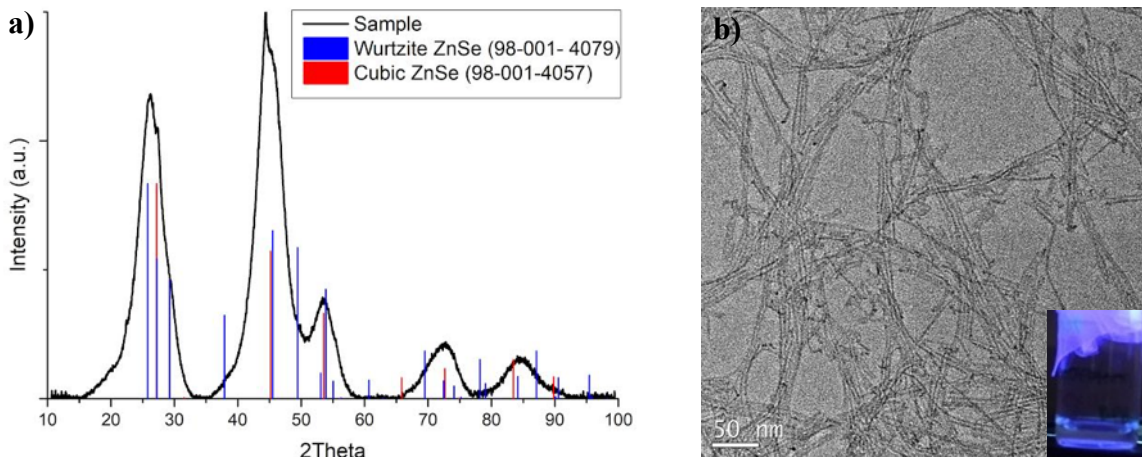 a)
Sample
Wurtzite ZnSe (98-001- 4079)
Cubic ZnSe (98-001-4057)
Intensity (a.u.)
10 20 30 40 50 60 70 80 90 100
2Theta
b)
50 nm